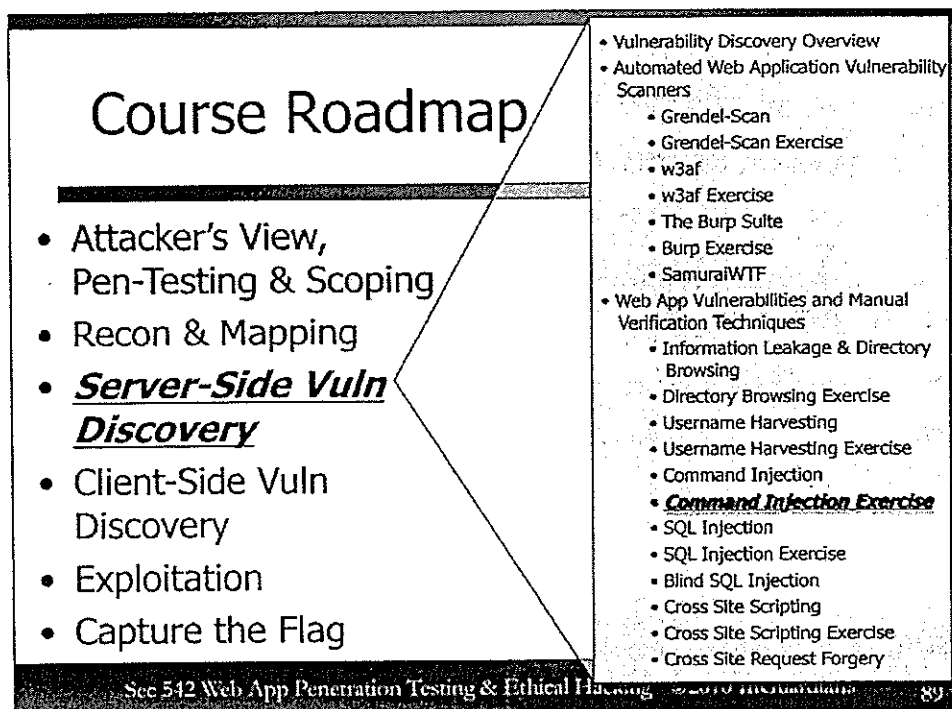 Course Roadmap
• Attacker's View,
Pen-Testing & Scoping
• Recon & Mapping
• Server-Side Vuln
Discovery
• Client-Side Vuln
Discovery
• Exploitation
• Capture the Flag
• Vulnerability Discovery Overview
• Automated Web Application Vulnerability
Scanners
• Grendel-Scan
• Grendel-Scan Exercise
• w3af
• w3af Exercise
• The Burp Suite
• Burp Exercise
• SamuraiWTF
• Web App Vulnerabilities and Manual
Verification Techniques
• Information Leakage & Directory
Browsing
• Directory Browsing Exercise
• Username Harvesting
• Username Harvesting Exercise
• Command Injection
• Command Injection Exercise
• SQL Injection
• SQL Injection Exercise
• Blind SQL Injection
• Cross Site Scripting
• Cross Site Scripting Exercise
• Cross Site Request Forgery
Sec 542 Web App Penetration Testing & Ethical Hacking
89